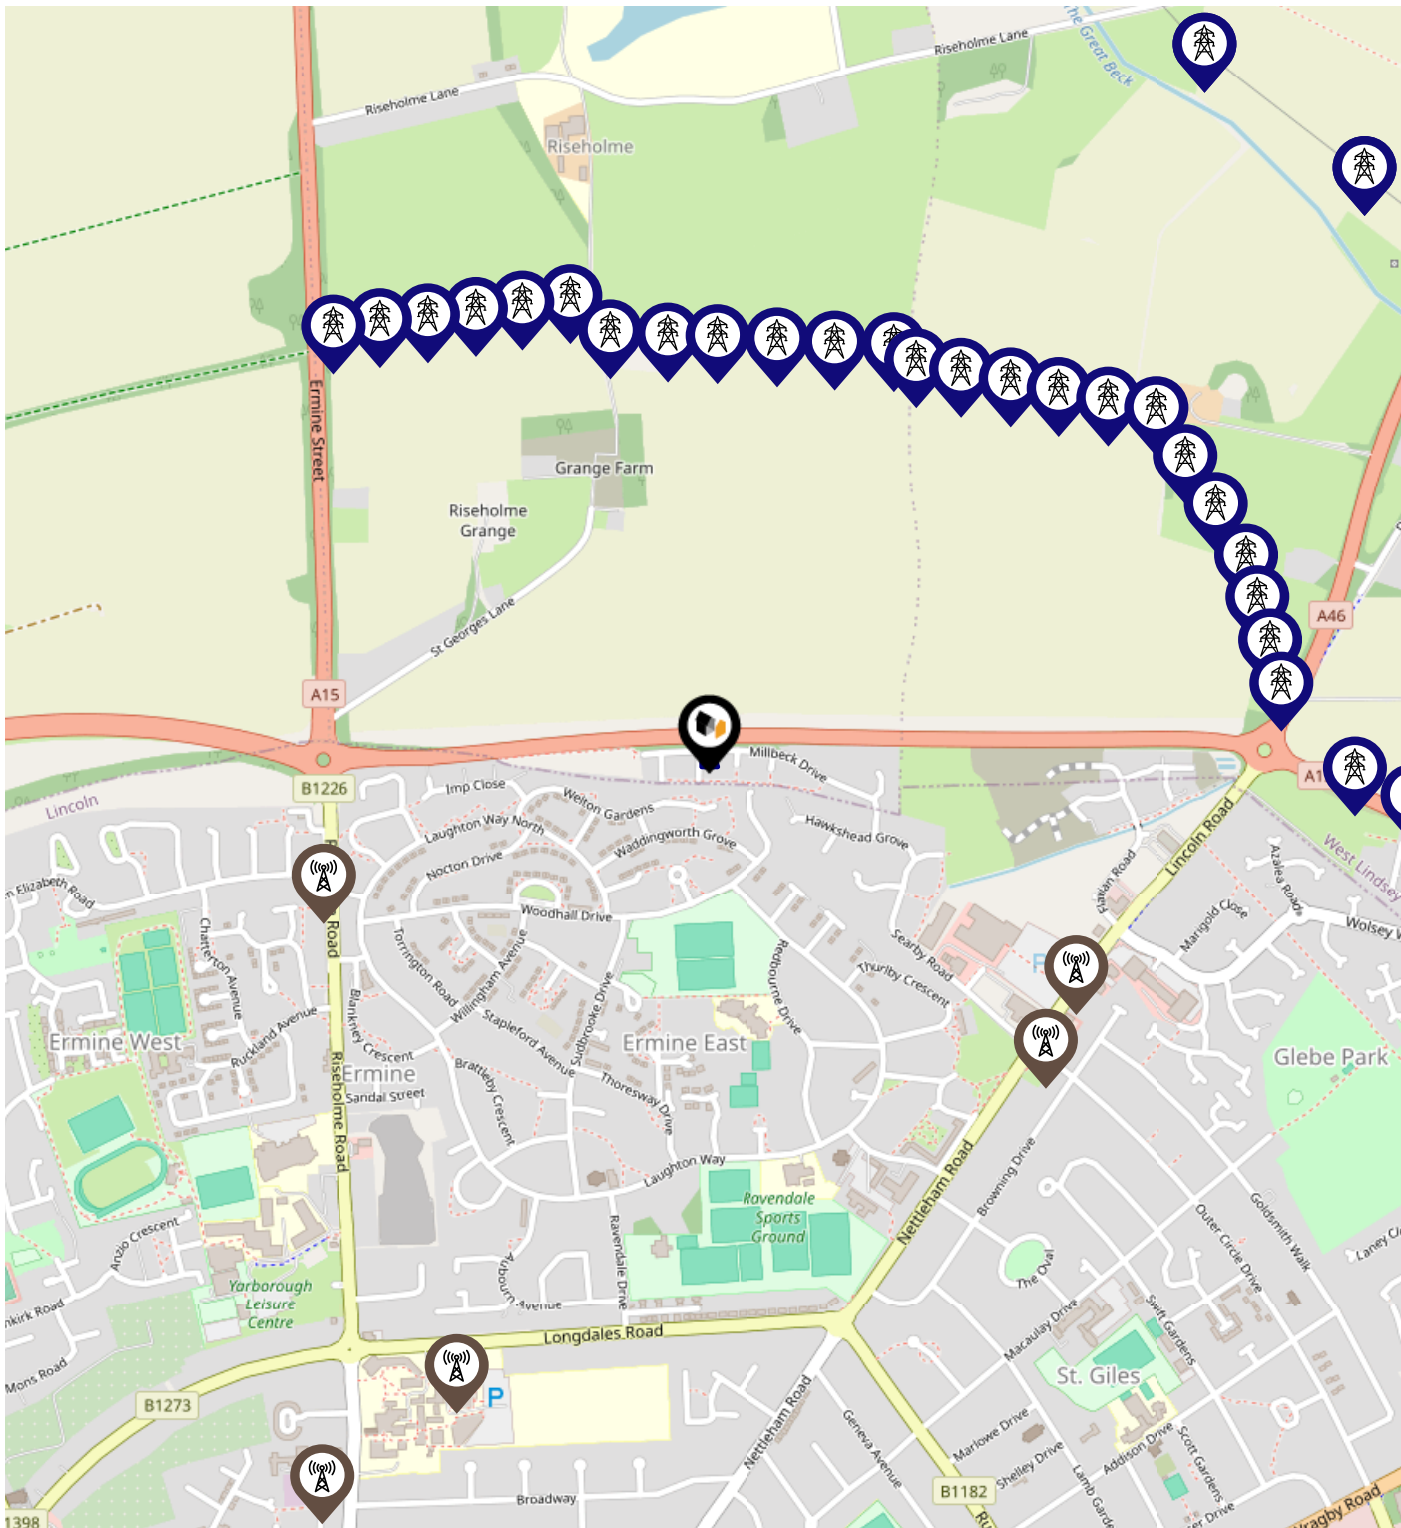 The Great Beck
Riseholme Lane
Riseholme Lane
Riseholme
Ermine Street
Grange Farm
Riseholme
Grange
St Georges Lane
A46
A15
Millbeck Drive
Lincoln
B1226
Imp Close
Welton Gardens
Laughton Way North
Waddingworth Grove
Hawkshead Grove
Nocton Drive
Lincoln Road
West Lindsey
Azalea Road
Flavian Road
Elizabeth Road
Woodhall Drive
Marigold Close
Wolsey
Road
Chatterton Avenue
Torrington Road
Willingham Avenue
Redbourne Drive
Searby Road
Thurlby Crescent
Blankney Crescent
Stapleford Avenue
Sudbrooke Drive
Ruckland Avenue
Ermine West
Ermine East
Glebe Park
Ermine
Sandal Street
Brattleby Crescent
Thoresway Drive
Riseholme Road
Laughton Way
Nettleham Road
Browning Drive
Ravendale
Sports
Ground
Goldsmith Walk
Outer Circle Drive
Anzio Crescent
Ravendale Drive
Laney
The Oval
Yarborough
Leisure
Centre
Aubourn Avenue
Swift Gardens
Macaulay Drive
Longdales Road
Mons Road
St. Giles
P
B1273
Nettleham Road
Geneva Avenue
Marlowe Drive
Shelley Drive
Addison Drive
Scott Gardens
Lamb
B1182
Broadway
1398